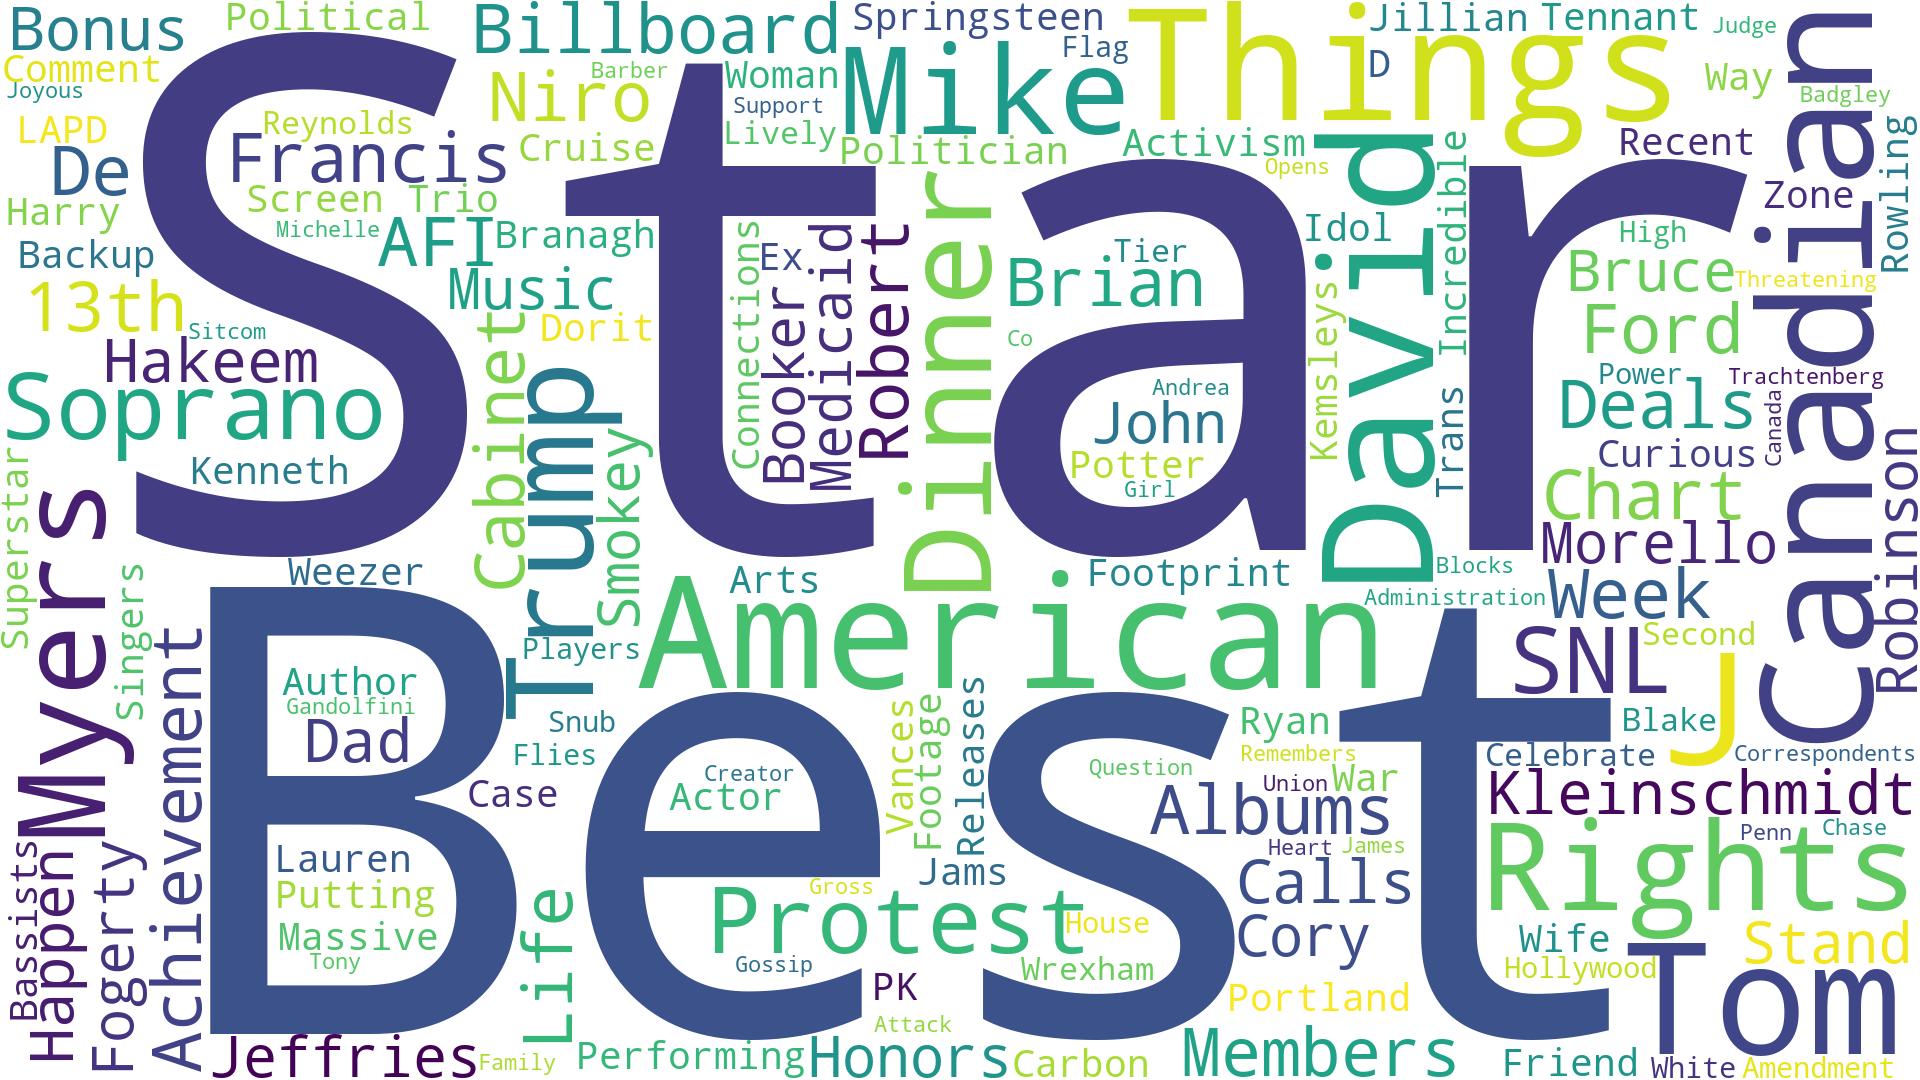 Bonus
Political
Billboard
Springsteen
Things
Jillian
Tennant
Judge
Canadian
Comment
Joyous
Niro
Barber
Woman
Support
Mike
Flag
D
Way
Badgley
LAPD
Reynolds
Francis
Cruise
Lively
Politician
Activism
Opens
David
Recent
Rowling
De
Star
Screen
Trio
Harry
Michelle
AFI
Branagh
Connections
Ex
Medicaid
Robert
Dinner
Brian
Tier
Idol
Incredible
High
Zone
Backup
Music
Booker
Bruce
Threatening
13th
Sitcom
Dorit
Co
Kemsleys
Ford
Hakeem
Cabinet
Trump
Andrea
Power
Trachtenberg
Soprano
John
Trans
Deals
Canada
Kenneth
Smokey
Potter
Girl
Curious
Chart
Robinson
Superstar
Myers
Weezer
Arts
Footprint
Blocks
Morello
Singers
American
Administration
Week
Achievement
Best
Players
SNL
Second
J
Author
Gandolfini
Dad
Snub
Flies
Vances
Footage
Releases
Ryan
Blake
Remembers
Celebrate
Correspondents
Case
Creator
Actor
Question
Union
War
Kleinschmidt
Albums
Rights
Penn
Chase
Bassists
Happen
Fogerty
Lauren
Jams
Heart
James
Putting
Life
Gross
Calls
Massive
Protest
House
Cory
Wife
Stand
Tony
Gossip
Wrexham
Hollywood
Tom
PK
Portland
Attack
Jeffries
Family
Performing
Honors
Carbon
Members
Friend
White
Amendment